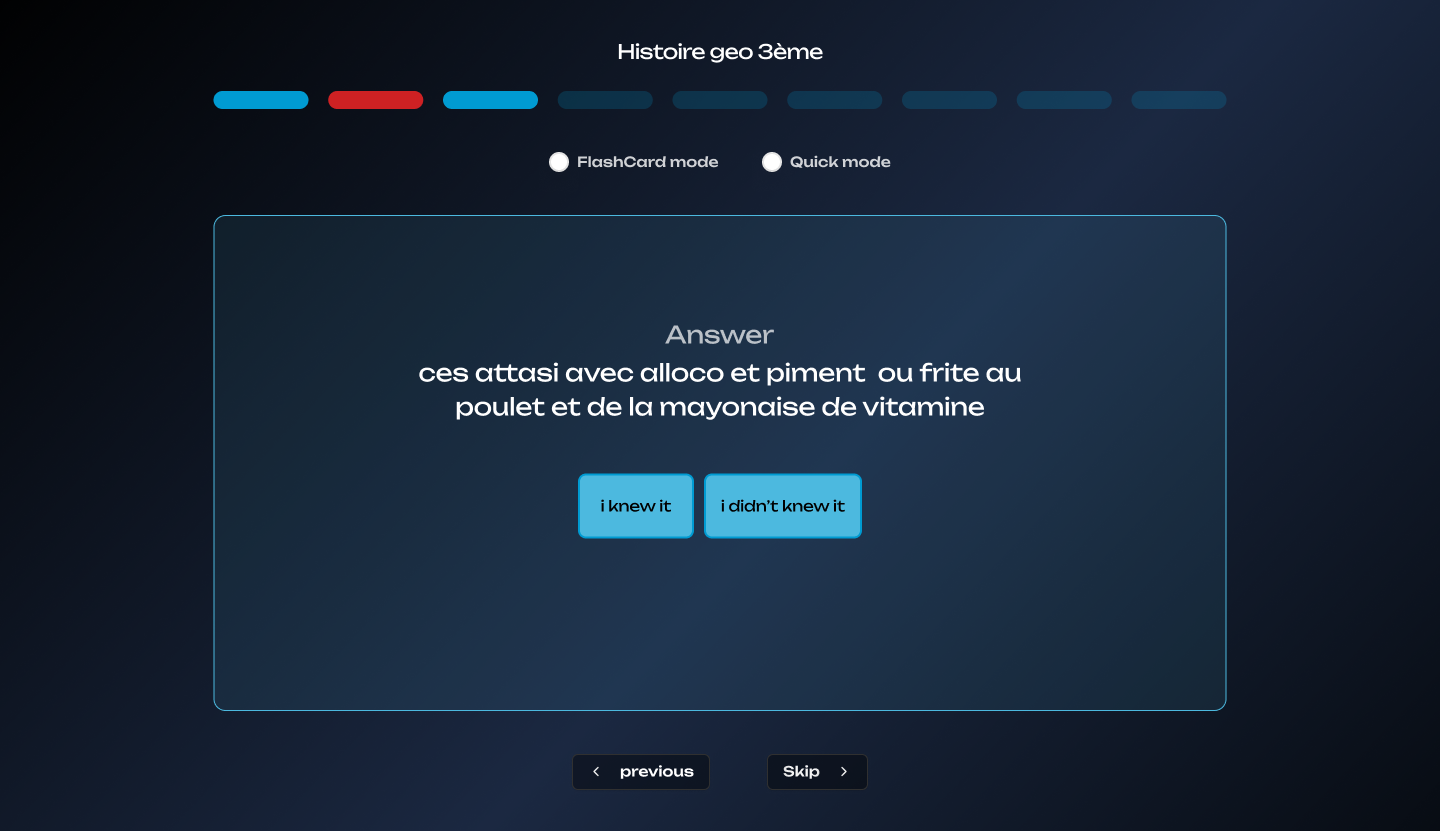 Histoire geo 3ème
FlashCard mode
Quick mode
Answer
ces attasi avec alloco et piment  ou frite au
poulet et de la mayonaise de vitamine
i knew it
i didn’t knew it
previous
Skip